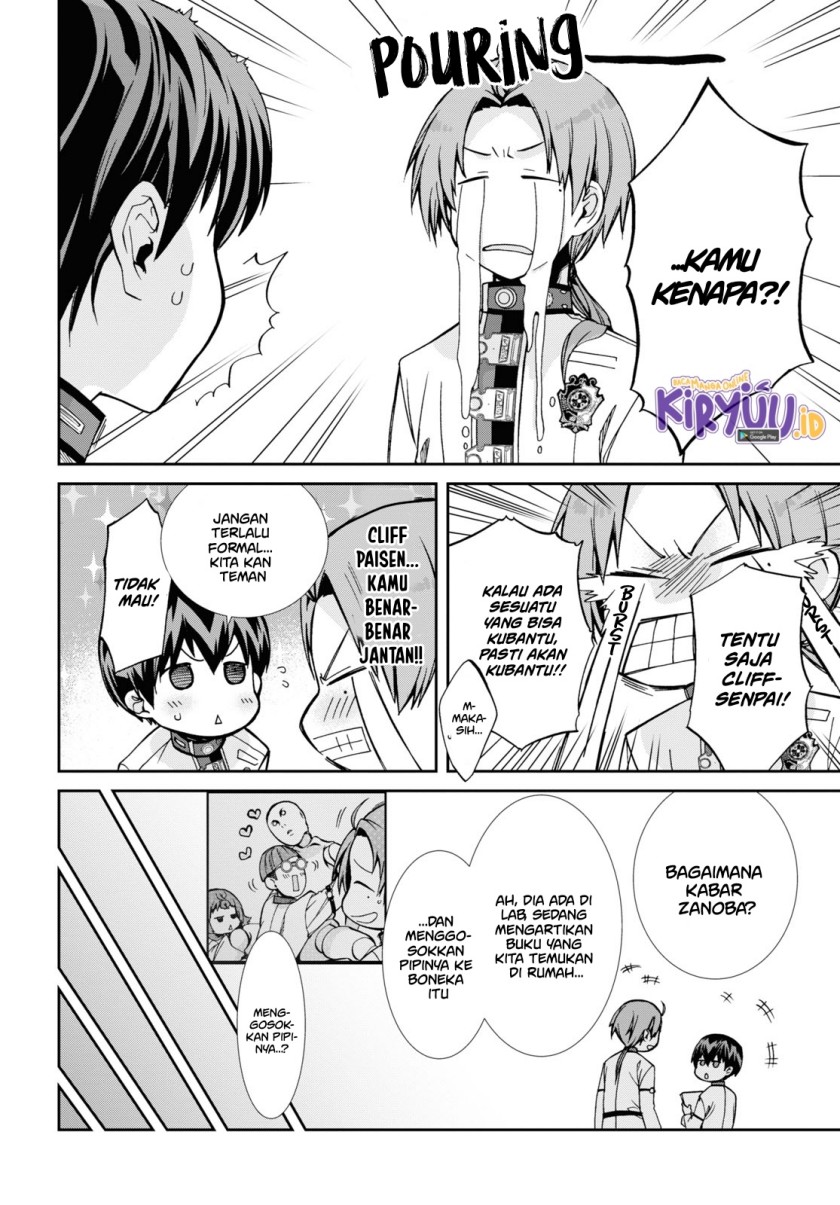 POURING
...KAMU
KENAPA?!
BACA MANGA ONLINE
KIRYUU.iD
Google Play
TENTU
SAJA
CLIFF-
SENPAI!
BURST
KALAU ADA
SESUATU
YANG BISA
KUBANTU,
PASTI AKAN
KUBANTU!!
M-
MAKA-
SIH...
CLIFF
PAISEN...
KAMU
BENAR-
BENAR
JANTAN!!
JANGAN
TERLALU
FORMAL...
KITA KAN
TEMAN
TIDAK
MAU!
BAGAIMANA
KABAR
ZANOBA?
AH, DIA ADA DI
LAB SEDANG
MENGARTIKAN
BUKU YANG
KITA TEMUKAN
DI RUMAH...
...DAN
MENGGO-
SOKKAN
PIPINYA KE
BONEKA
ITU
MENG-
GOSOK-
KAN PIPI-
NYA..?